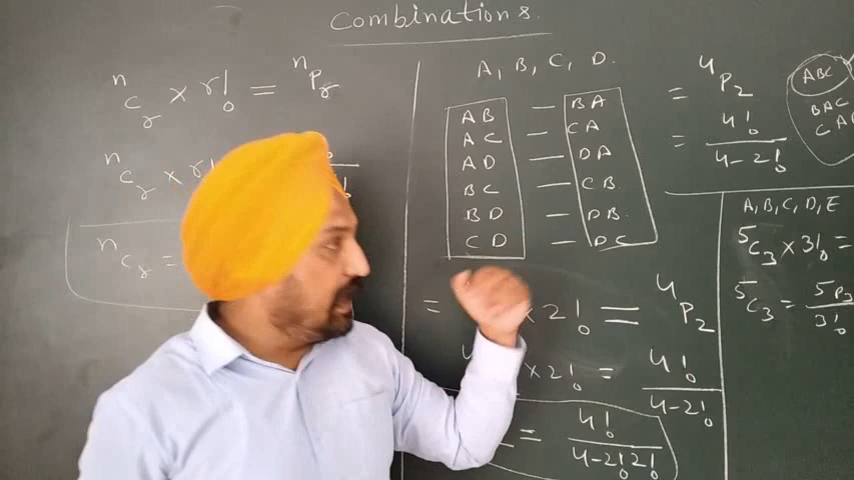 Combinations.
nCr × r! = nPr
nCr × r!
nCr =
A, B, C, D.
AB — BA
AC — CA
AD — DA
BC — CB
BD — DB
CD — DC
= 4P2
= 4!/4-2!
= × 2! = 4P2
× 2! = 4!/4-2!
= 4!/4-2! 2!
ABC
BAC
A, B, C, D, E
5C3 × 3! =
5C3 = 5P3/3!